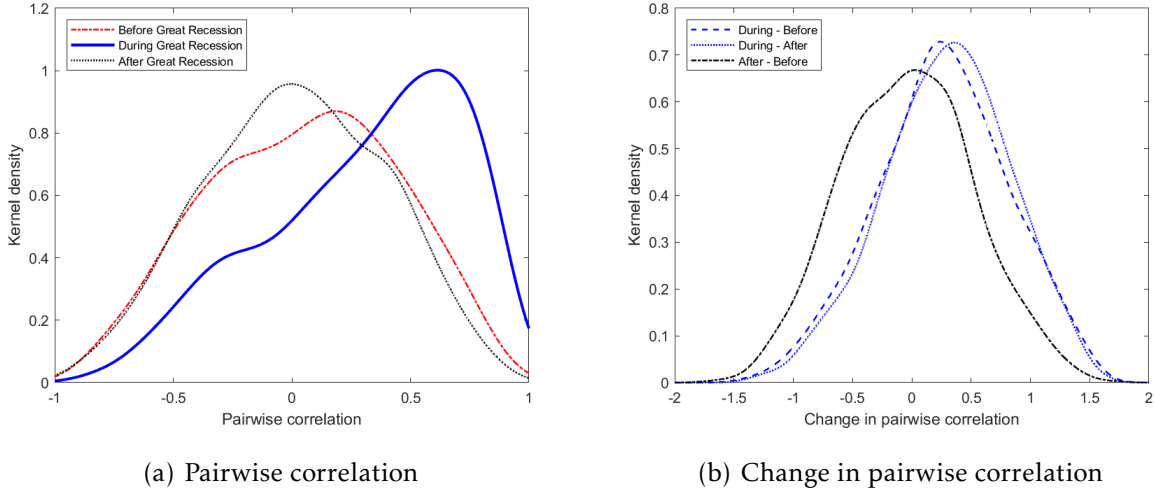 1.2
1
0.8
0.6
0.4
0.2
0
Kernel density
Before Great Recession
During Great Recession
After Great Recession
-1
-0.5
0
0.5
1
Pairwise correlation
(a) Pairwise correlation
0.8
0.7
0.6
0.5
0.4
0.3
0.2
0.1
0
Kernel density
During - Before
During - After
After - Before
-2
-1.5
-1
-0.5
0
0.5
1
1.5
2
Change in pairwise correlation
(b) Change in pairwise correlation